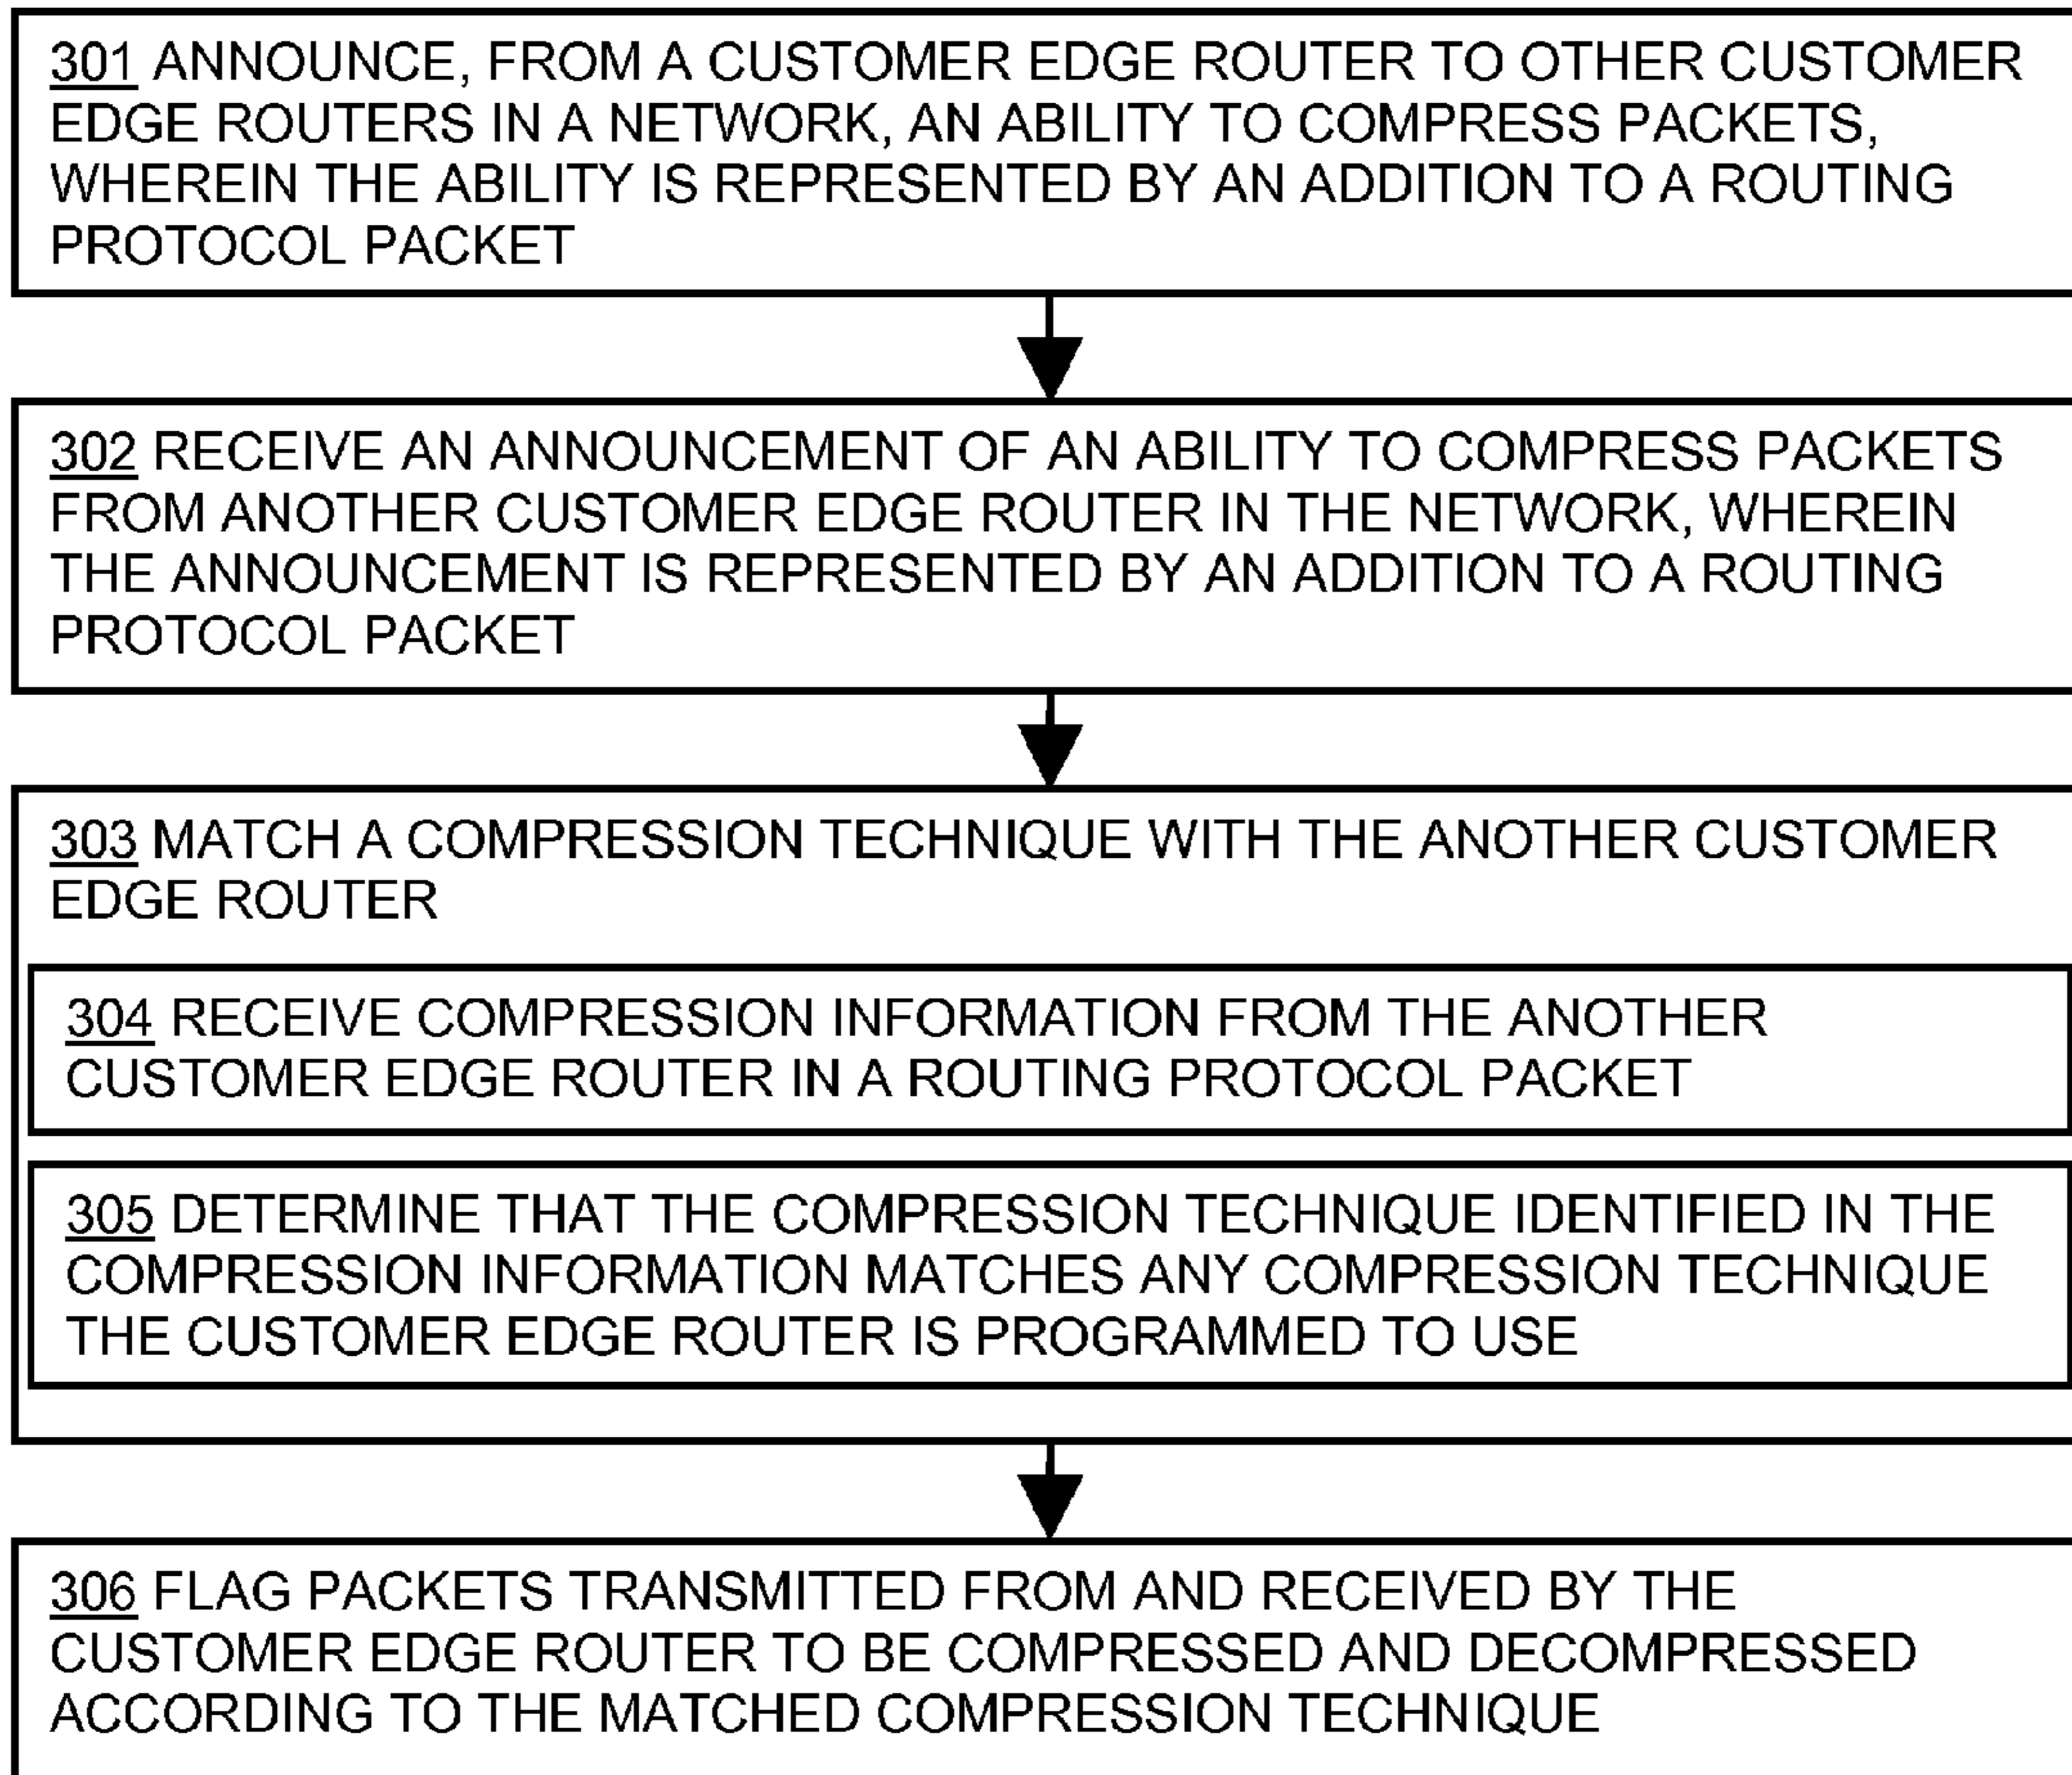 301 ANNOUNCE, FROM A CUSTOMER EDGE ROUTER TO OTHER CUSTOMER
EDGE ROUTERS IN A NETWORK, AN ABILITY TO COMPRESS PACKETS,
WHEREIN THE ABILITY IS REPRESENTED BY AN ADDITION TO A ROUTING
PROTOCOL PACKET
302 RECEIVE AN ANNOUNCEMENT OF AN ABILITY TO COMPRESS PACKETS
FROM ANOTHER CUSTOMER EDGE ROUTER IN THE NETWORK, WHEREIN
THE ANNOUNCEMENT IS REPRESENTED BY AN ADDITION TO A ROUTING
PROTOCOL PACKET
303 MATCH A COMPRESSION TECHNIQUE WITH THE ANOTHER CUSTOMER
EDGE ROUTER
304 RECEIVE COMPRESSION INFORMATION FROM THE ANOTHER
CUSTOMER EDGE ROUTER IN A ROUTING PROTOCOL PACKET
305 DETERMINE THAT THE COMPRESSION TECHNIQUE IDENTIFIED IN THE
COMPRESSION INFORMATION MATCHES ANY COMPRESSION TECHNIQUE
THE CUSTOMER EDGE ROUTER IS PROGRAMMED TO USE
306 FLAG PACKETS TRANSMITTED FROM AND RECEIVED BY THE
CUSTOMER EDGE ROUTER TO BE COMPRESSED AND DECOMPRESSED
ACCORDING TO THE MATCHED COMPRESSION TECHNIQUE